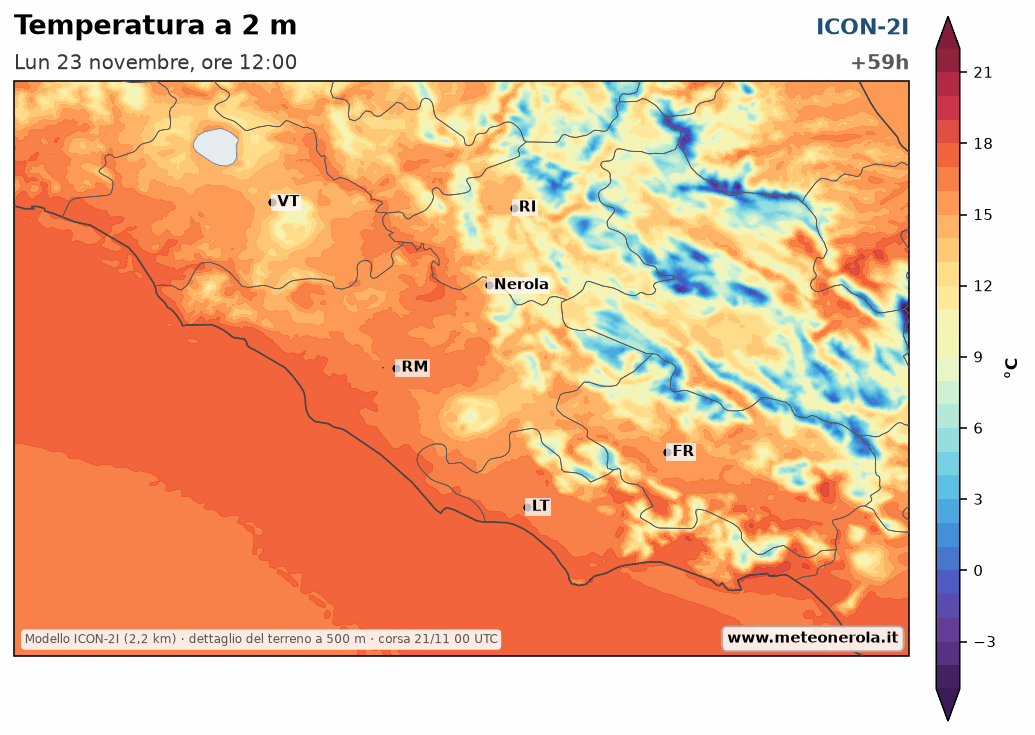 Temperatura a 2 m
ICON-2I
Lun 23 novembre, ore 12:00
+59h
21
18
15
12
9
6
3
0
−3
°C
VT
RI
Nerola
RM
FR
LT
Modello ICON-2I (2,2 km) · dettaglio del terreno a 500 m · corsa 21/11 00 UTC
www.meteonerola.it